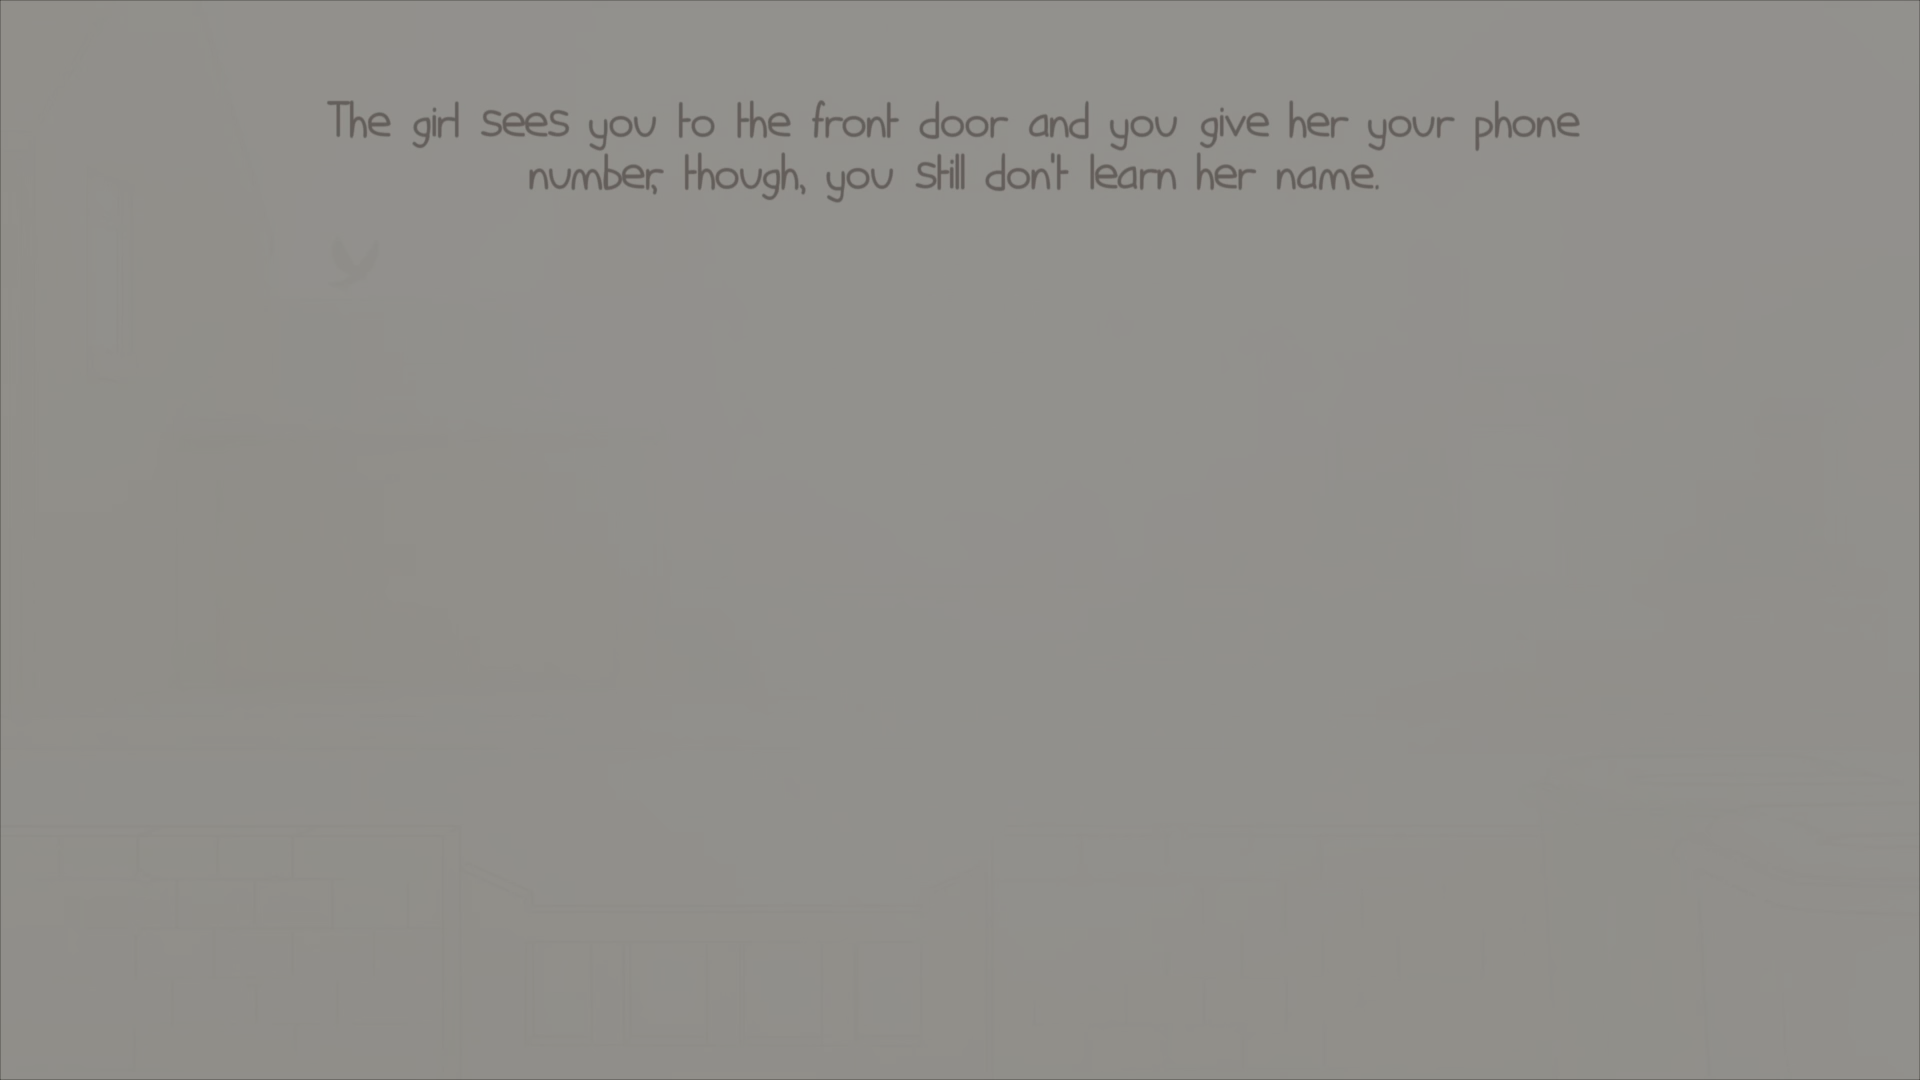 The girl sees you to the front door and you give her your phone
number, though, you still don't learn her name.